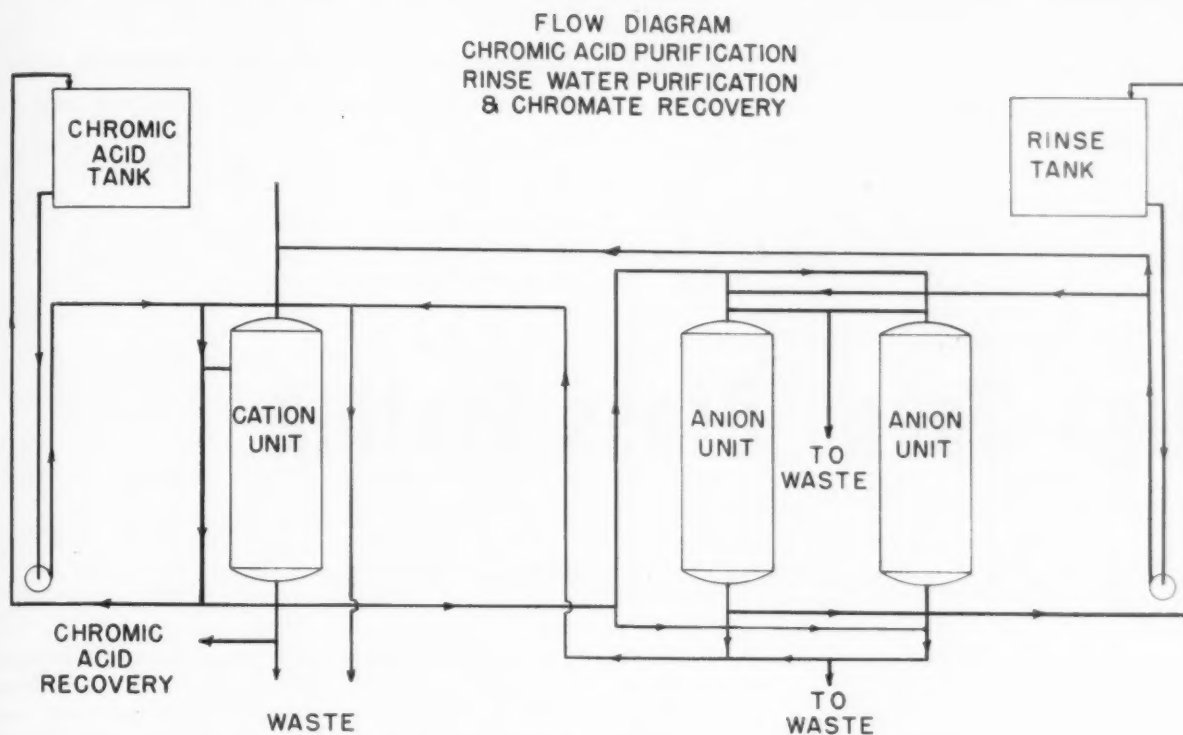 FLOW DIAGRAM
CHROMIC ACID PURIFICATION
RINSE WATER PURIFICATION
& CHROMATE RECOVERY
CHROMIC
ACID
TANK
RINSE
TANK
CATION
UNIT
ANION
UNIT
ANION
UNIT
TO
WASTE
CHROMIC
ACID
RECOVERY
WASTE
TO
WASTE